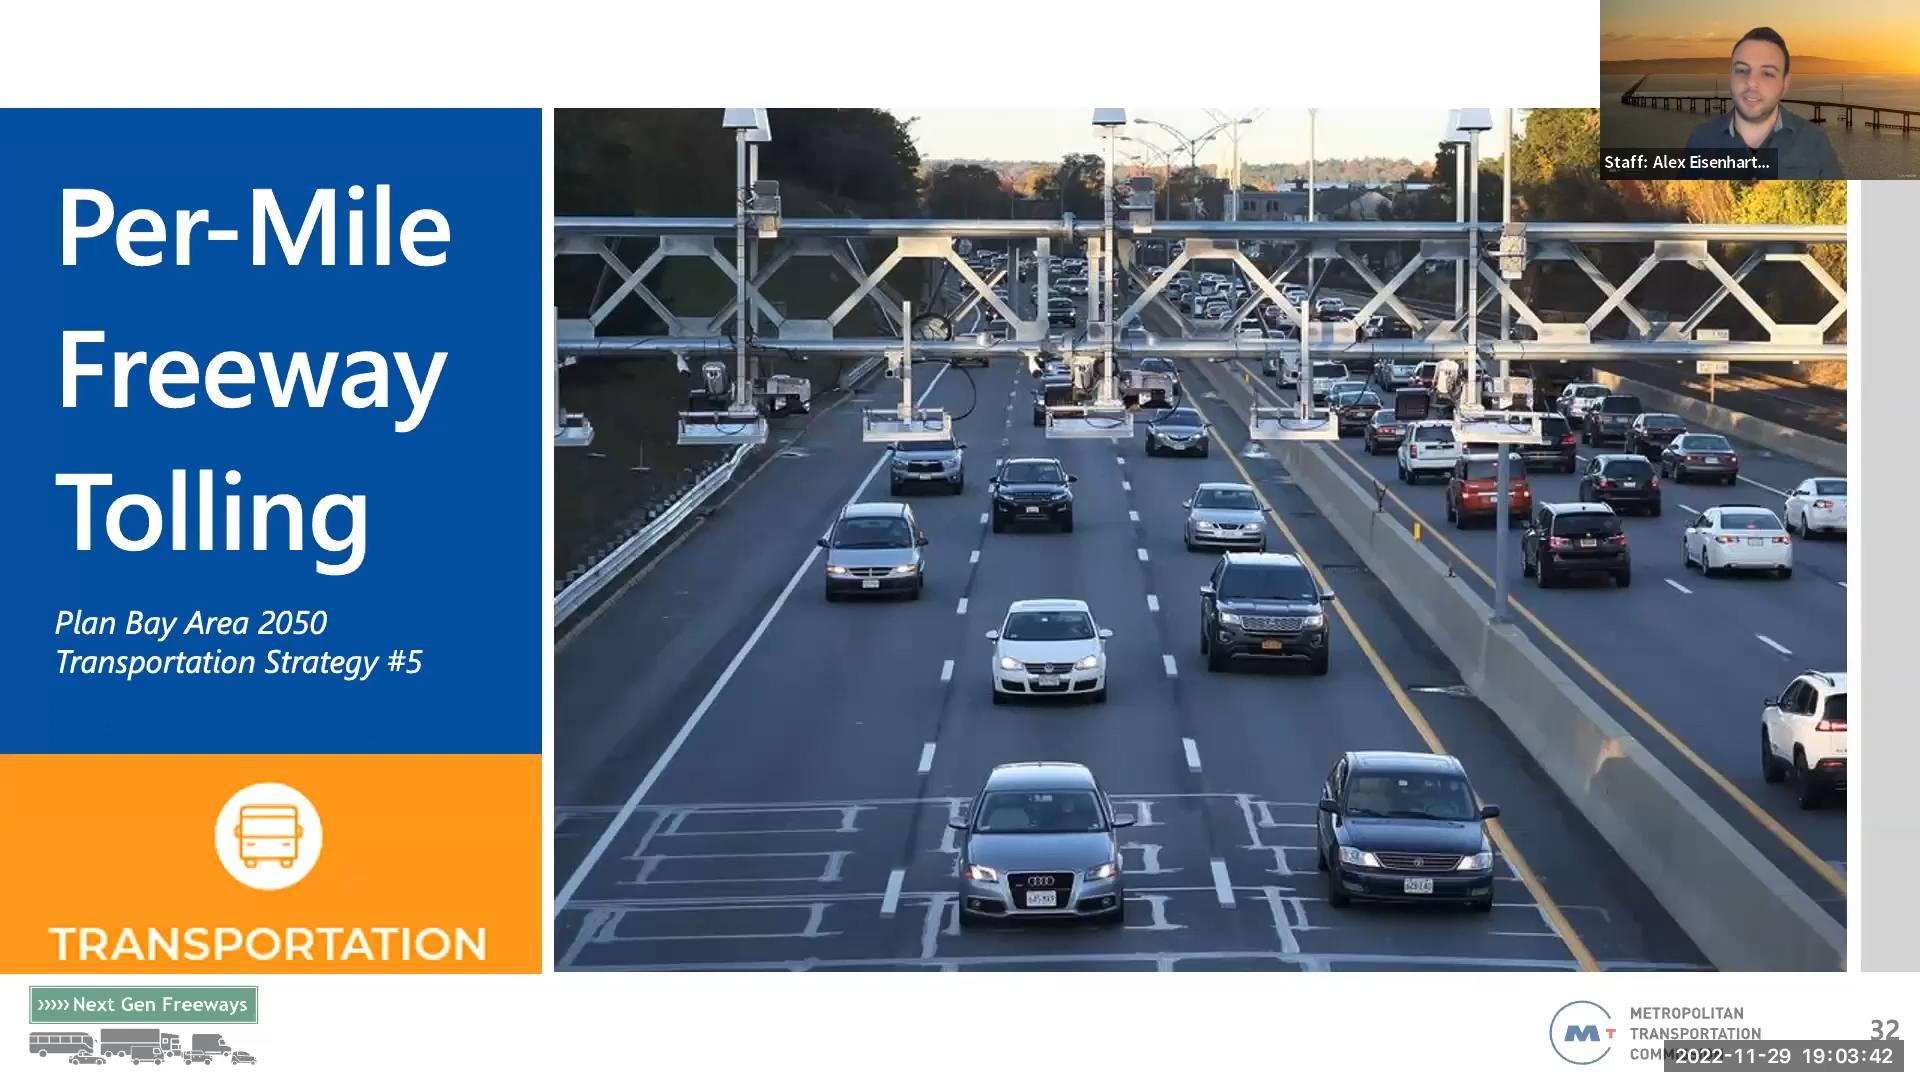 Staff: Alex Eisenhart...
Per-Mile
Freeway
Tolling
Plan Bay Area 2050
Transportation Strategy #5
TRANSPORTATION
››››› Next Gen Freeways
METROPOLITAN
TRANSPORTATION
32
2022-11-29 19:03:42